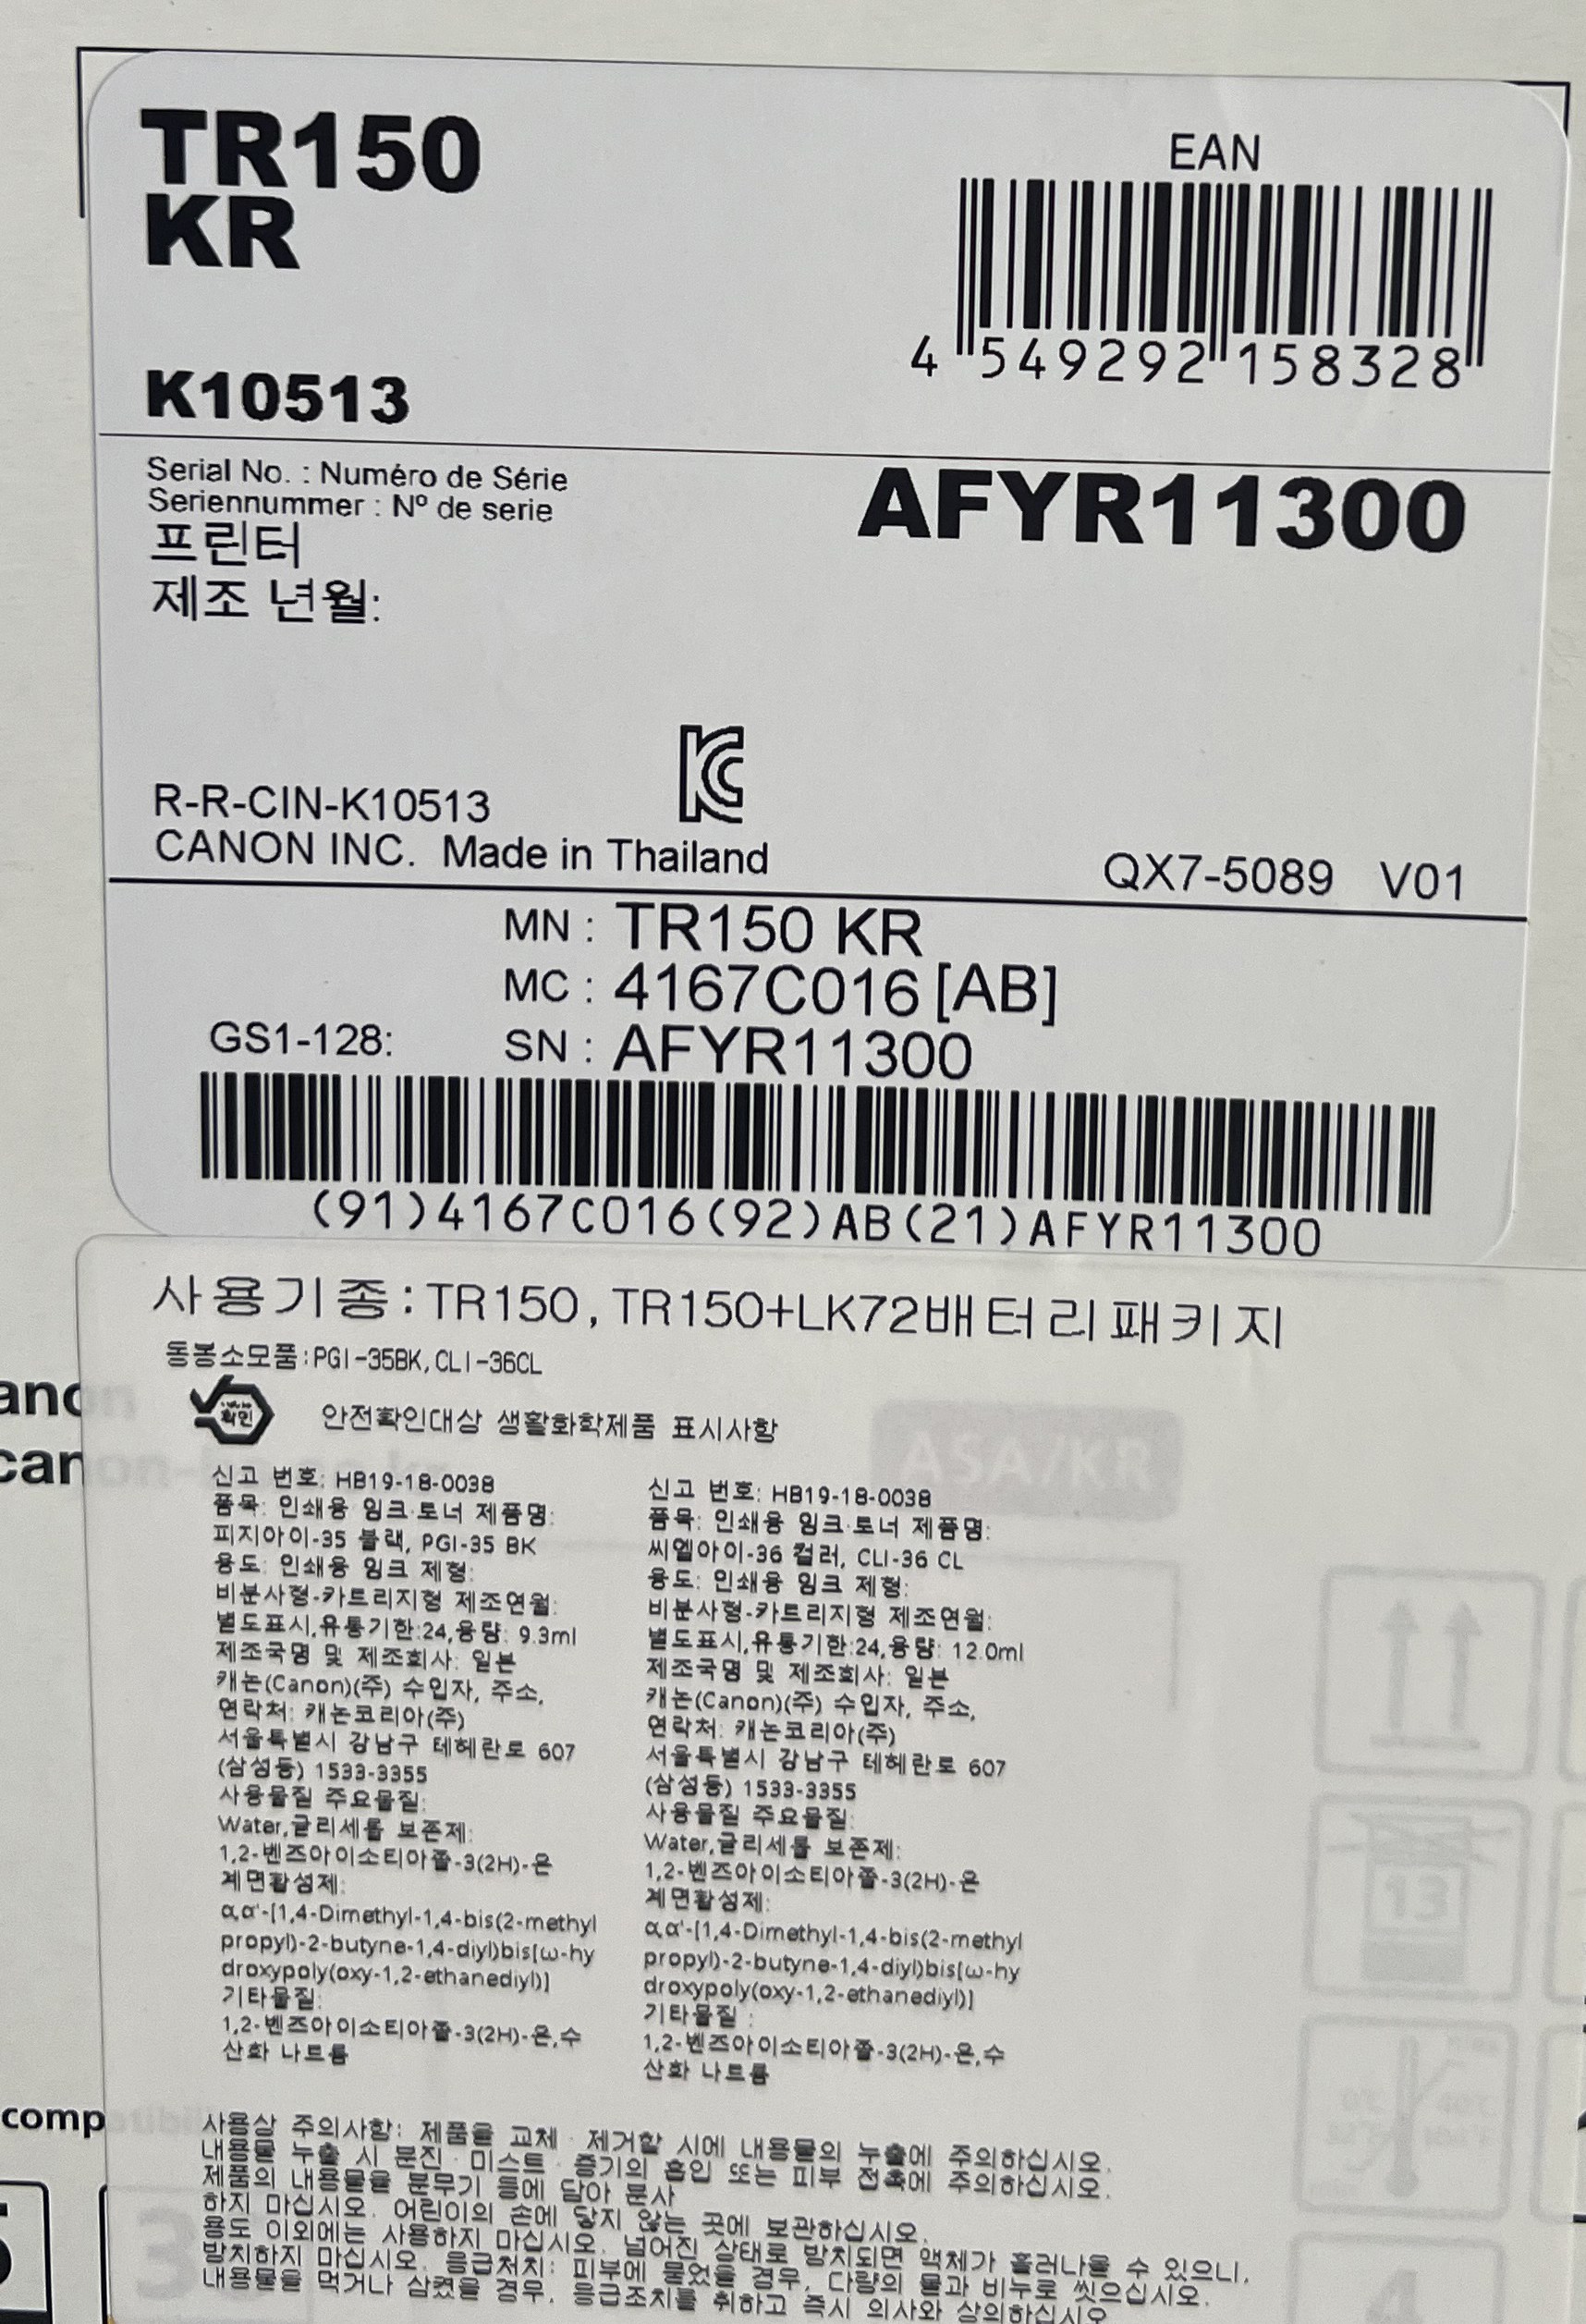 TR150
KR
EAN
4 549292 158328
K10513
Serial No. : Numéro de Série
Seriennummer : Nº de serie
AFYR11300
프린터
제조 년월:
R-R-CIN-K10513
CANON INC. Made in Thailand
QX7-5089 V01
MN : TR150 KR
MC : 4167C016 [AB]
GS1-128: SN : AFYR11300
(91)4167C016(92)AB(21)AFYR11300
사용기종:TR150, TR150+LK72배터리패키지
동봉소모품:PGI-35BK,CLI-36CL
확인
안전확인대상 생활화학제품 표시사항
ASA/KR
신고 번호: HB19-18-0038
품목: 인쇄용 잉크·토너 제품명:
피지아이-35 블랙, PGI-35 BK
용도: 인쇄용 잉크 제형:
비분사형-카트리지형 제조연월:
별도표시,유통기한:24,용량: 9.3ml
제조국명 및 제조회사: 일본
캐논(Canon)(주) 수입자, 주소,
연락처: 캐논코리아(주)
서울특별시 강남구 테헤란로 607
(삼성동) 1533-3355
사용물질 주요물질:
Water,글리세롤 보존제:
1,2-벤즈아이소티아졸-3(2H)-온
계면활성제:
α,α'-[1,4-Dimethyl-1,4-bis(2-methyl
propyl)-2-butyne-1,4-diyl)bis[ω-hy
droxypoly(oxy-1,2-ethanediyl)]
기타물질:
1,2-벤즈아이소티아졸-3(2H)-온,수
산화 나트륨
신고 번호: HB19-18-0038
품목: 인쇄용 잉크·토너 제품명:
씨엘아이-36 컬러, CLI-36 CL
용도: 인쇄용 잉크 제형:
비분사형-카트리지형 제조연월:
별도표시,유통기한:24,용량: 12.0ml
제조국명 및 제조회사: 일본
캐논(Canon)(주) 수입자, 주소,
연락처: 캐논코리아(주)
서울특별시 강남구 테헤란로 607
(삼성동) 1533-3355
사용물질 주요물질:
Water,글리세롤 보존제:
1,2-벤즈아이소티아졸-3(2H)-온
계면활성제:
α,α'-[1,4-Dimethyl-1,4-bis(2-methyl
propyl)-2-butyne-1,4-diyl)bis[ω-hy
droxypoly(oxy-1,2-ethanediyl)]
기타물질 :
1,2-벤즈아이소티아졸-3(2H)-온,수
산화 나트륨
13
사용상 주의사항: 제품을 교체 · 제거할 시에 내용물의 누출에 주의하십시오.
내용물 누출 시 분진 · 미스트 · 증기의 흡입 또는 피부 접촉에 주의하십시오.
제품의 내용물을 분무기 등에 담아 분사
하지 마십시오. 어린이의 손에 닿지 않는 곳에 보관하십시오.
용도 이외에는 사용하지 마십시오. 넘어진 상태로 방치되면 액체가 흘러나올 수 있으니,
방치하지 마십시오. 응급처치: 피부에 묻었을 경우, 다량의 물과 비누로 씻으십시오.
내용물을 먹거나 삼켰을 경우, 응급조치를 취하고 즉시 의사와 상의하십시오
comp
3